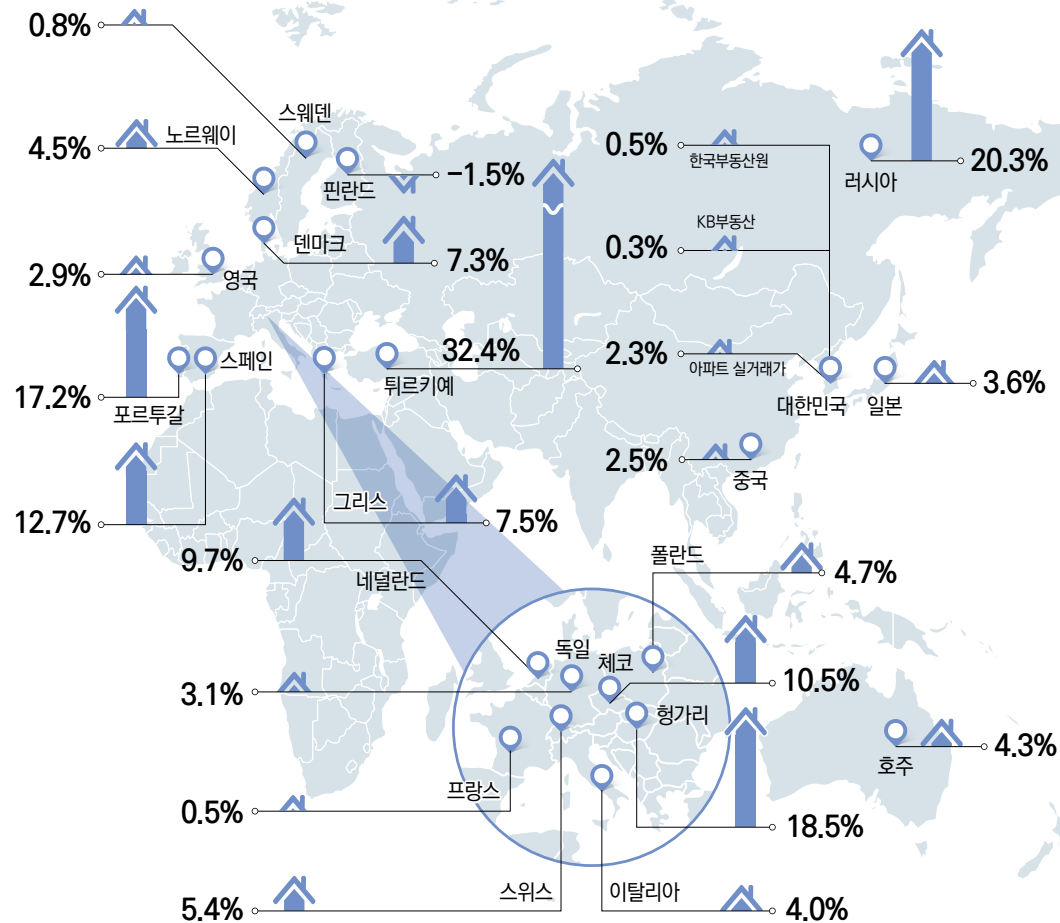 0.8%
스웨덴
4.5%
노르웨이
핀란드
-1.5%
덴마크
7.3%
2.9%
영국
17.2%
포르투갈
스페인
12.7%
32.4%
튀르키예
그리스
7.5%
0.5%
한국부동산원
KB부동산
0.3%
2.3%
아파트 실거래가
대한민국
일본
3.6%
러시아
20.3%
2.5%
중국
9.7%
네덜란드
폴란드
4.7%
독일
3.1%
체코
10.5%
헝가리
18.5%
프랑스
0.5%
스위스
5.4%
이탈리아
4.0%
호주
4.3%